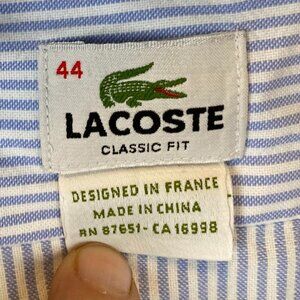 44
LACOSTE
CLASSIC FIT
DESIGNED IN FRANCE
MADE IN CHINA
RN 87651 - CA 16998